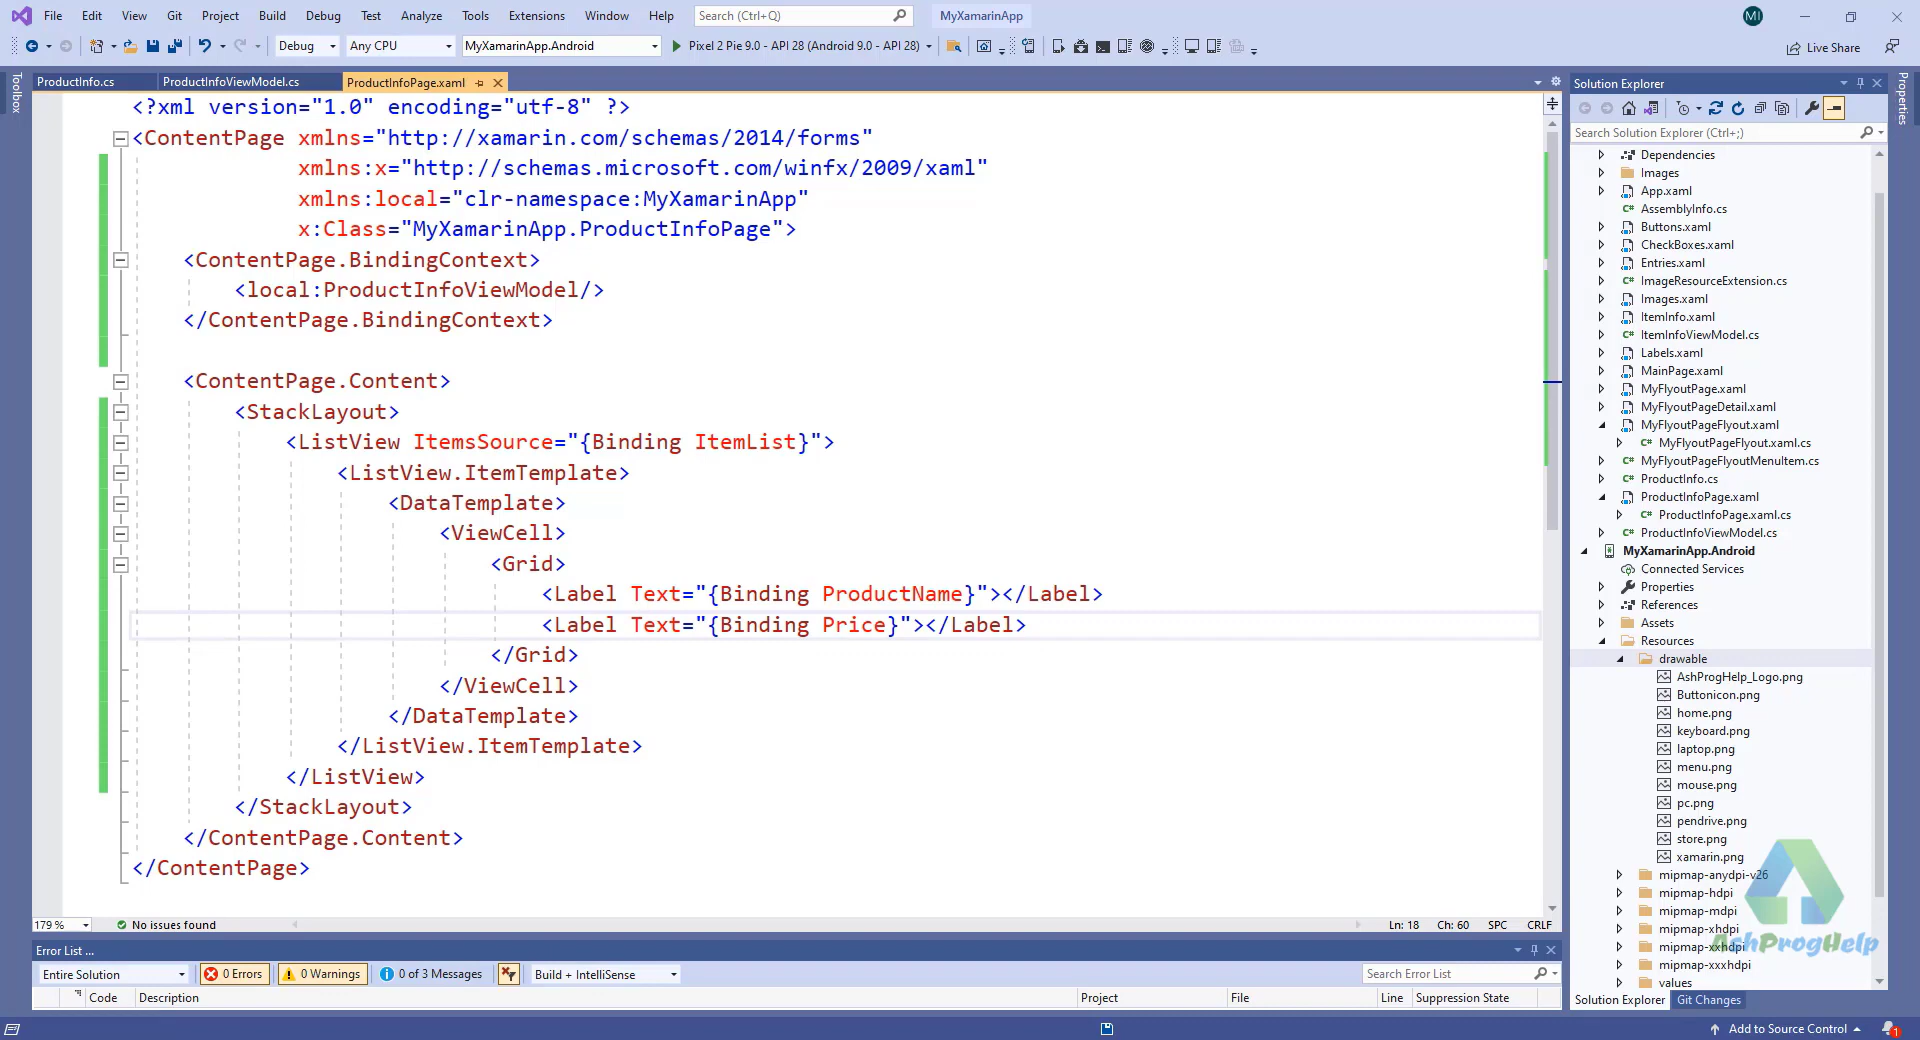 File Edit View Git Project Build Debug Test Analyze Tools Extensions Window Help Search (Ctrl+Q) MyXamarinApp MI
Debug Any CPU MyXamarinApp.Android Pixel 2 Pie 9.0 - API 28 (Android 9.0 - API 28) Live Share
Toolbox
ProductInfo.cs ProductInfoViewModel.cs ProductInfoPage.xaml
<?xml version="1.0" encoding="utf-8" ?>
<ContentPage xmlns="http://xamarin.com/schemas/2014/forms"
xmlns:x="http://schemas.microsoft.com/winfx/2009/xaml"
xmlns:local="clr-namespace:MyXamarinApp"
x:Class="MyXamarinApp.ProductInfoPage">
<ContentPage.BindingContext>
<local:ProductInfoViewModel/>
</ContentPage.BindingContext>
<ContentPage.Content>
<StackLayout>
<ListView ItemsSource="{Binding ItemList}">
<ListView.ItemTemplate>
<DataTemplate>
<ViewCell>
<Grid>
<Label Text="{Binding ProductName}"></Label>
<Label Text="{Binding Price}"></Label>
</Grid>
</ViewCell>
</DataTemplate>
</ListView.ItemTemplate>
</ListView>
</StackLayout>
</ContentPage.Content>
</ContentPage>
179 % No issues found Ln: 18 Ch: 60 SPC CRLF
Error List ...
Entire Solution 0 Errors 0 Warnings 0 of 3 Messages Build + IntelliSense Search Error List
Code Description Project File Line Suppression State
Solution Explorer
Search Solution Explorer (Ctrl+;)
Dependencies
Images
App.xaml
AssemblyInfo.cs
Buttons.xaml
CheckBoxes.xaml
Entries.xaml
ImageResourceExtension.cs
Images.xaml
ItemInfo.xaml
ItemInfoViewModel.cs
Labels.xaml
MainPage.xaml
MyFlyoutPage.xaml
MyFlyoutPageDetail.xaml
MyFlyoutPageFlyout.xaml
MyFlyoutPageFlyout.xaml.cs
MyFlyoutPageFlyoutMenuItem.cs
ProductInfo.cs
ProductInfoPage.xaml
ProductInfoPage.xaml.cs
ProductInfoViewModel.cs
MyXamarinApp.Android
Connected Services
Properties
References
Assets
Resources
drawable
AshProgHelp_Logo.png
Buttonicon.png
home.png
keyboard.png
laptop.png
menu.png
mouse.png
pc.png
pendrive.png
store.png
xamarin.png
mipmap-anydpi-v26
mipmap-hdpi
mipmap-mdpi
mipmap-xhdpi
mipmap-xxhdpi
mipmap-xxxhdpi
values
AshProgHelp
Solution Explorer Git Changes
Properties
Add to Source Control 1